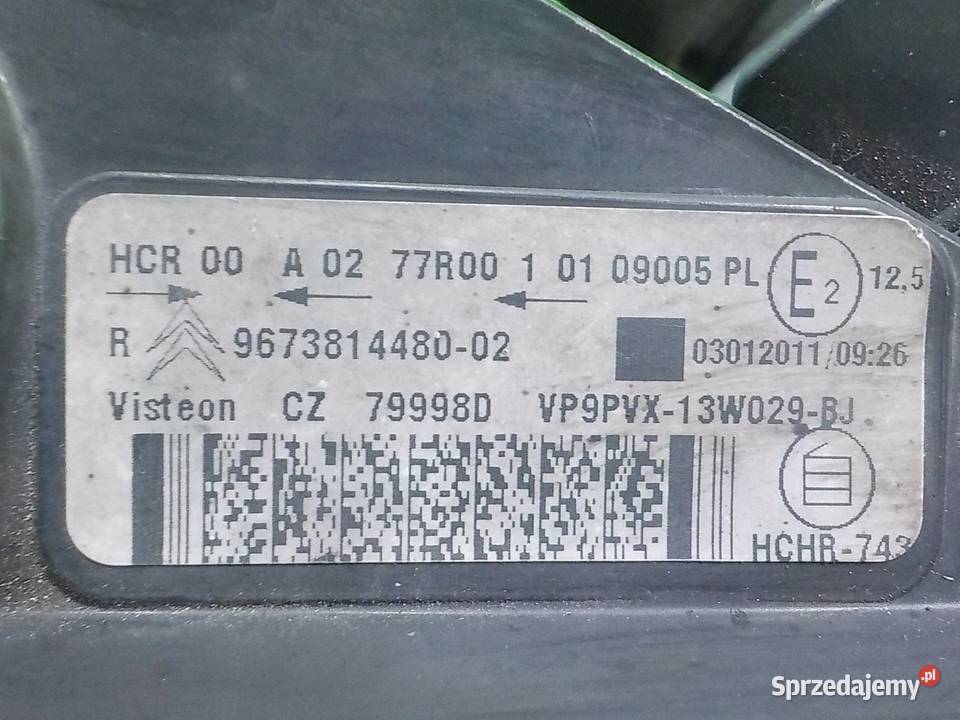 HCR 00 A 02 77R00 1 01 09005 PL E2 12,5
R 9673814480-02 03012011/09:26
Visteon CZ 79998D VP9PVX-13W029-BJ
HCHR-743
Sprzedajemy.pl